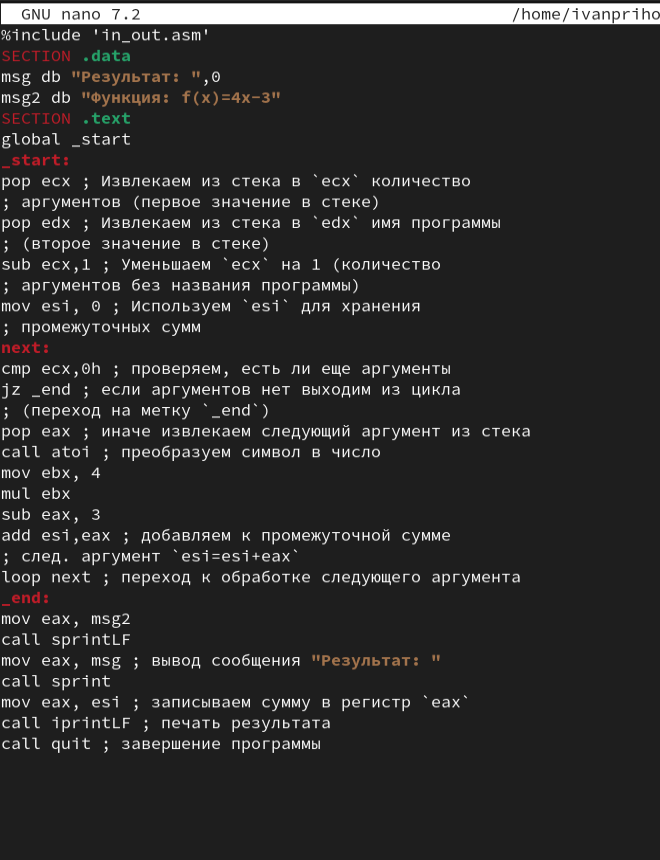 GNU nano 7.2 /home/ivanpriho
%include 'in_out.asm'
SECTION .data
msg db "Результат: ",0
msg2 db "Функция: f(x)=4x-3"
SECTION .text
global _start
_start:
pop ecx ; Извлекаем из стека в `ecx` количество
; аргументов (первое значение в стеке)
pop edx ; Извлекаем из стека в `edx` имя программы
; (второе значение в стеке)
sub ecx,1 ; Уменьшаем `ecx` на 1 (количество
; аргументов без названия программы)
mov esi, 0 ; Используем `esi` для хранения
; промежуточных сумм
next:
cmp ecx,0h ; проверяем, есть ли еще аргументы
jz _end ; если аргументов нет выходим из цикла
; (переход на метку `_end`)
pop eax ; иначе извлекаем следующий аргумент из стека
call atoi ; преобразуем символ в число
mov ebx, 4
mul ebx
sub eax, 3
add esi,eax ; добавляем к промежуточной сумме
; след. аргумент `esi=esi+eax`
loop next ; переход к обработке следующего аргумента
_end:
mov eax, msg2
call sprintLF
mov eax, msg ; вывод сообщения "Результат: "
call sprint
mov eax, esi ; записываем сумму в регистр `eax`
call iprintLF ; печать результата
call quit ; завершение программы